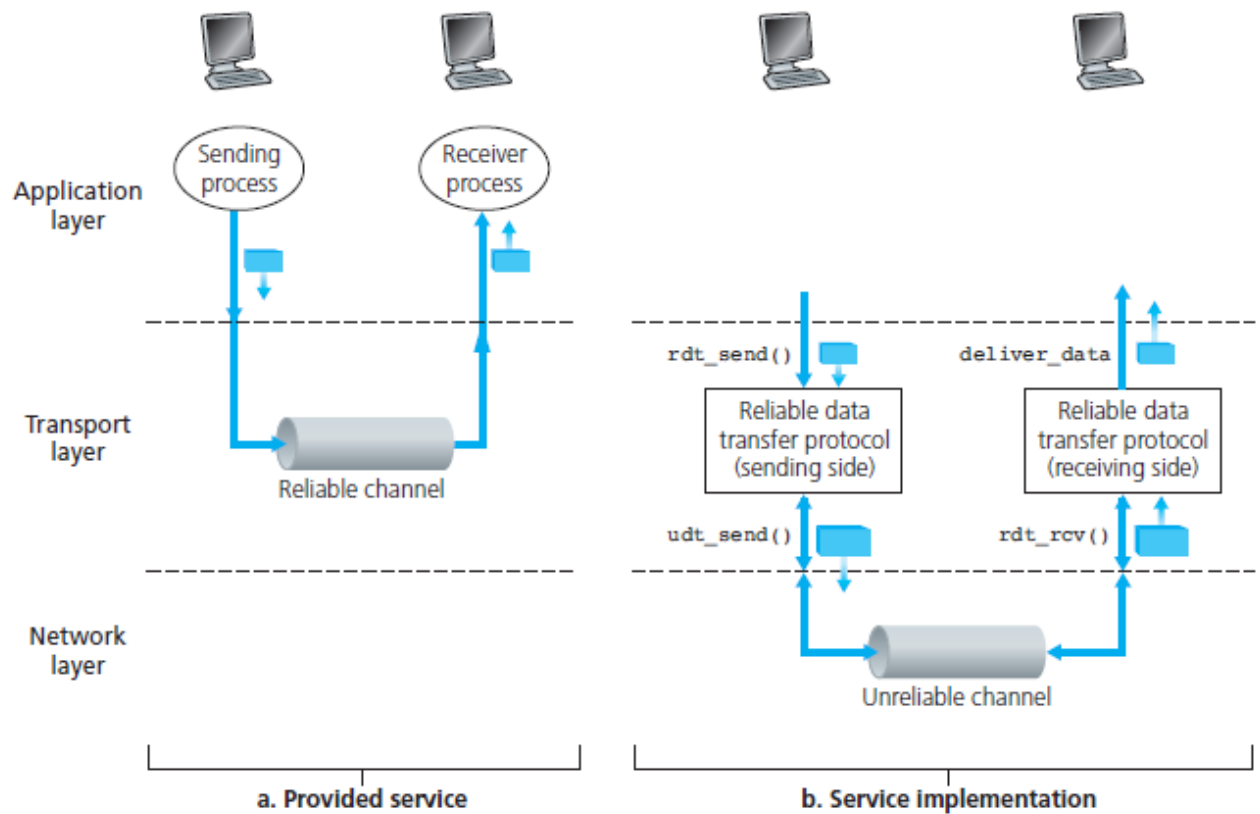 Sending
process
Receiver
process
Application
layer
rdt_send()
deliver_data
Transport
layer
Reliable channel
Reliable data
transfer protocol
(sending side)
Reliable data
transfer protocol
(receiving side)
udt_send()
rdt_rcv()
Network
layer
Unreliable channel
a. Provided service
b. Service implementation